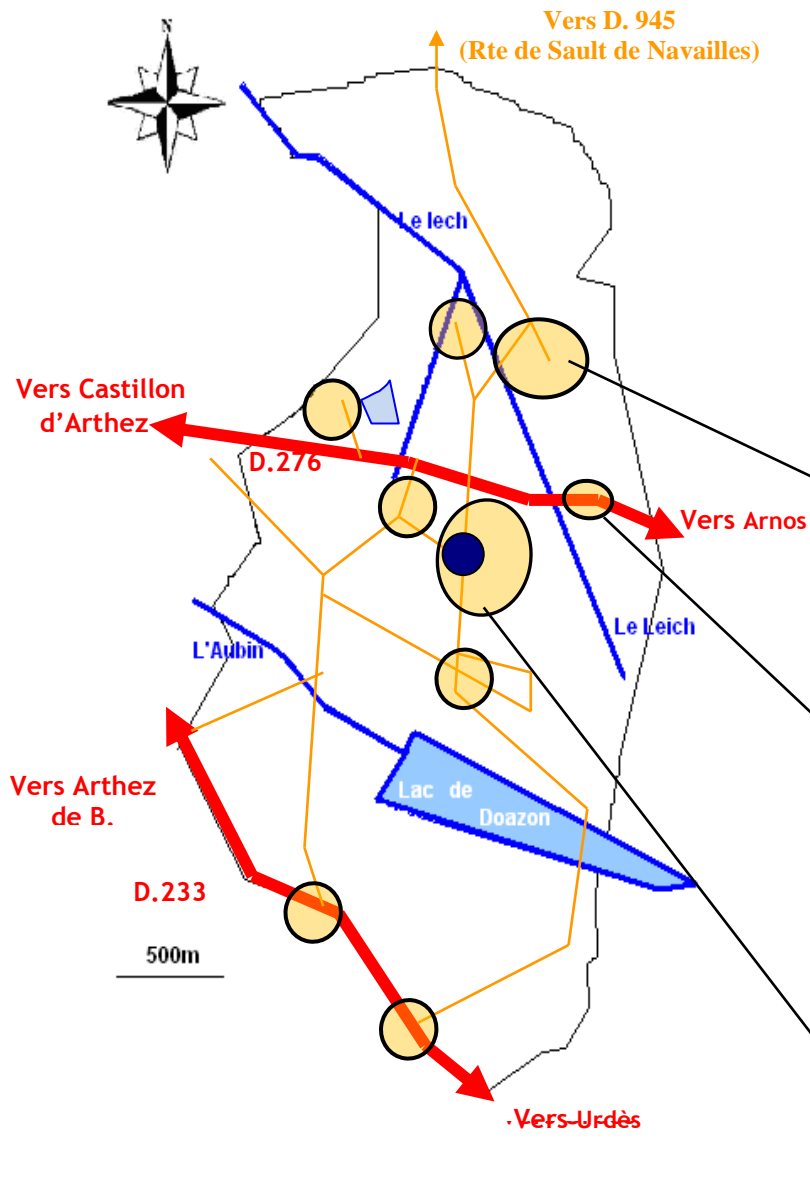 Vers D. 945
(Rte de Sault de Navailles)
N
Le lech
Vers Castillon
d'Arthez
D.276
Vers Arnos
Le Leich
L'Aubin
Vers Arthez
de B.
Lac de
Doazon
D.233
500m
Vers Urdès